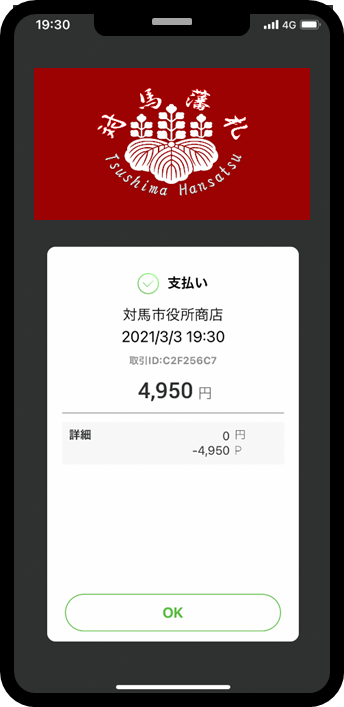 19:30
4G
対馬藩札
Tsushima Hansatsu
支払い
対馬市役所商店
2021/3/3 19:30
取引ID:C2F256C7
4,950 円
詳細 0 円
-4,950 P
OK